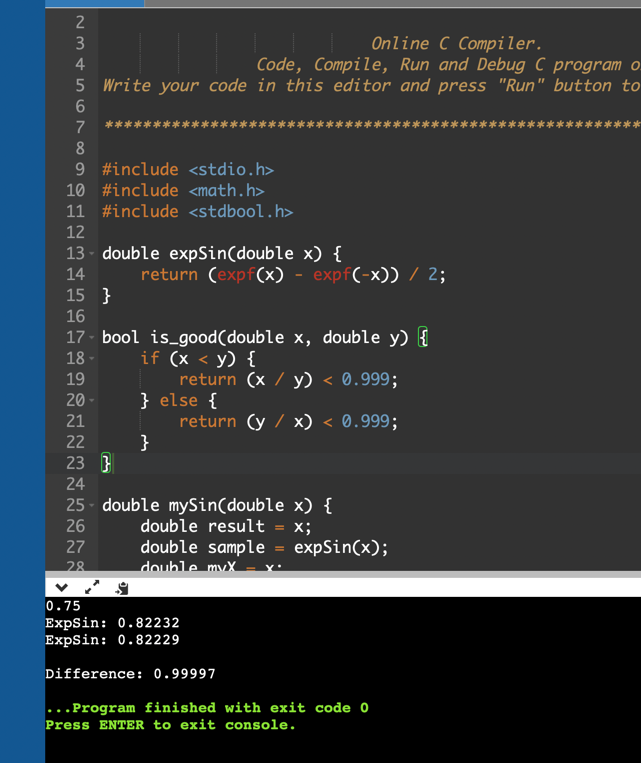 2
3 Online C Compiler.
4 Code, Compile, Run and Debug C program o
5 Write your code in this editor and press "Run" button to
6
7 *******************************************************
8
9 #include <stdio.h>
10 #include <math.h>
11 #include <stdbool.h>
12
13 double expSin(double x) {
14 return (expf(x) - expf(-x)) / 2;
15 }
16
17 bool is_good(double x, double y) {
18 if (x < y) {
19 return (x / y) < 0.999;
20 } else {
21 return (y / x) < 0.999;
22 }
23 }
24
25 double mySin(double x) {
26 double result = x;
27 double sample = expSin(x);
28 double myX = x;
0.75
ExpSin: 0.82232
ExpSin: 0.82229
Difference: 0.99997
...Program finished with exit code 0
Press ENTER to exit console.